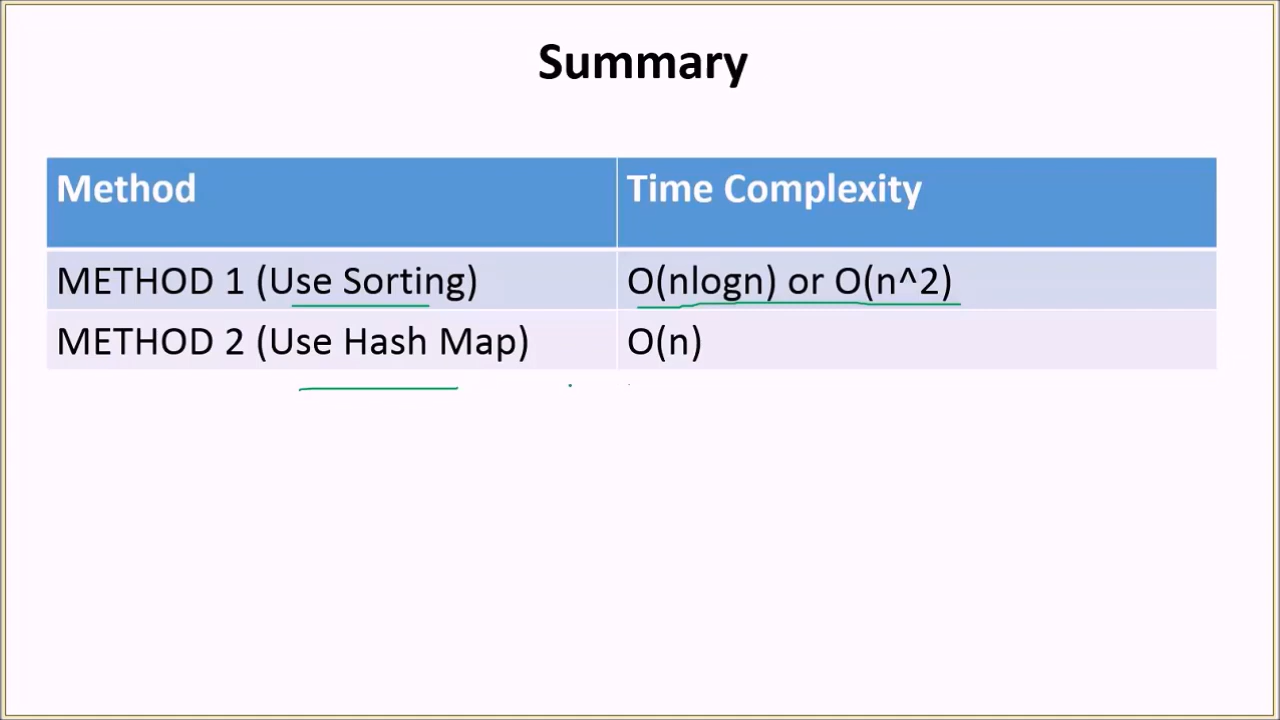 Summary
Method Time Complexity
METHOD 1 (Use Sorting) O(nlogn) or O(n^2)
METHOD 2 (Use Hash Map) O(n)